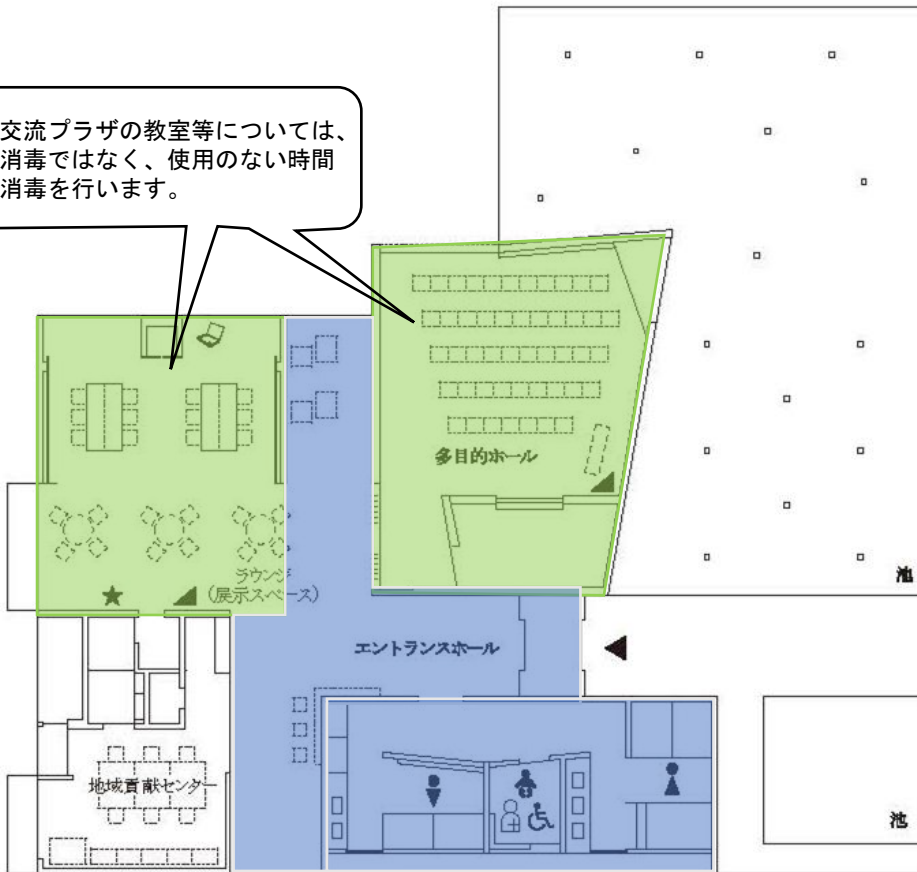 交流プラザの教室等については、
消毒ではなく、使用のない時間
消毒を行います。
多目的ホール
ラウンジ
(展示スペース)
池
エントランスホール
地域貢献センター
池